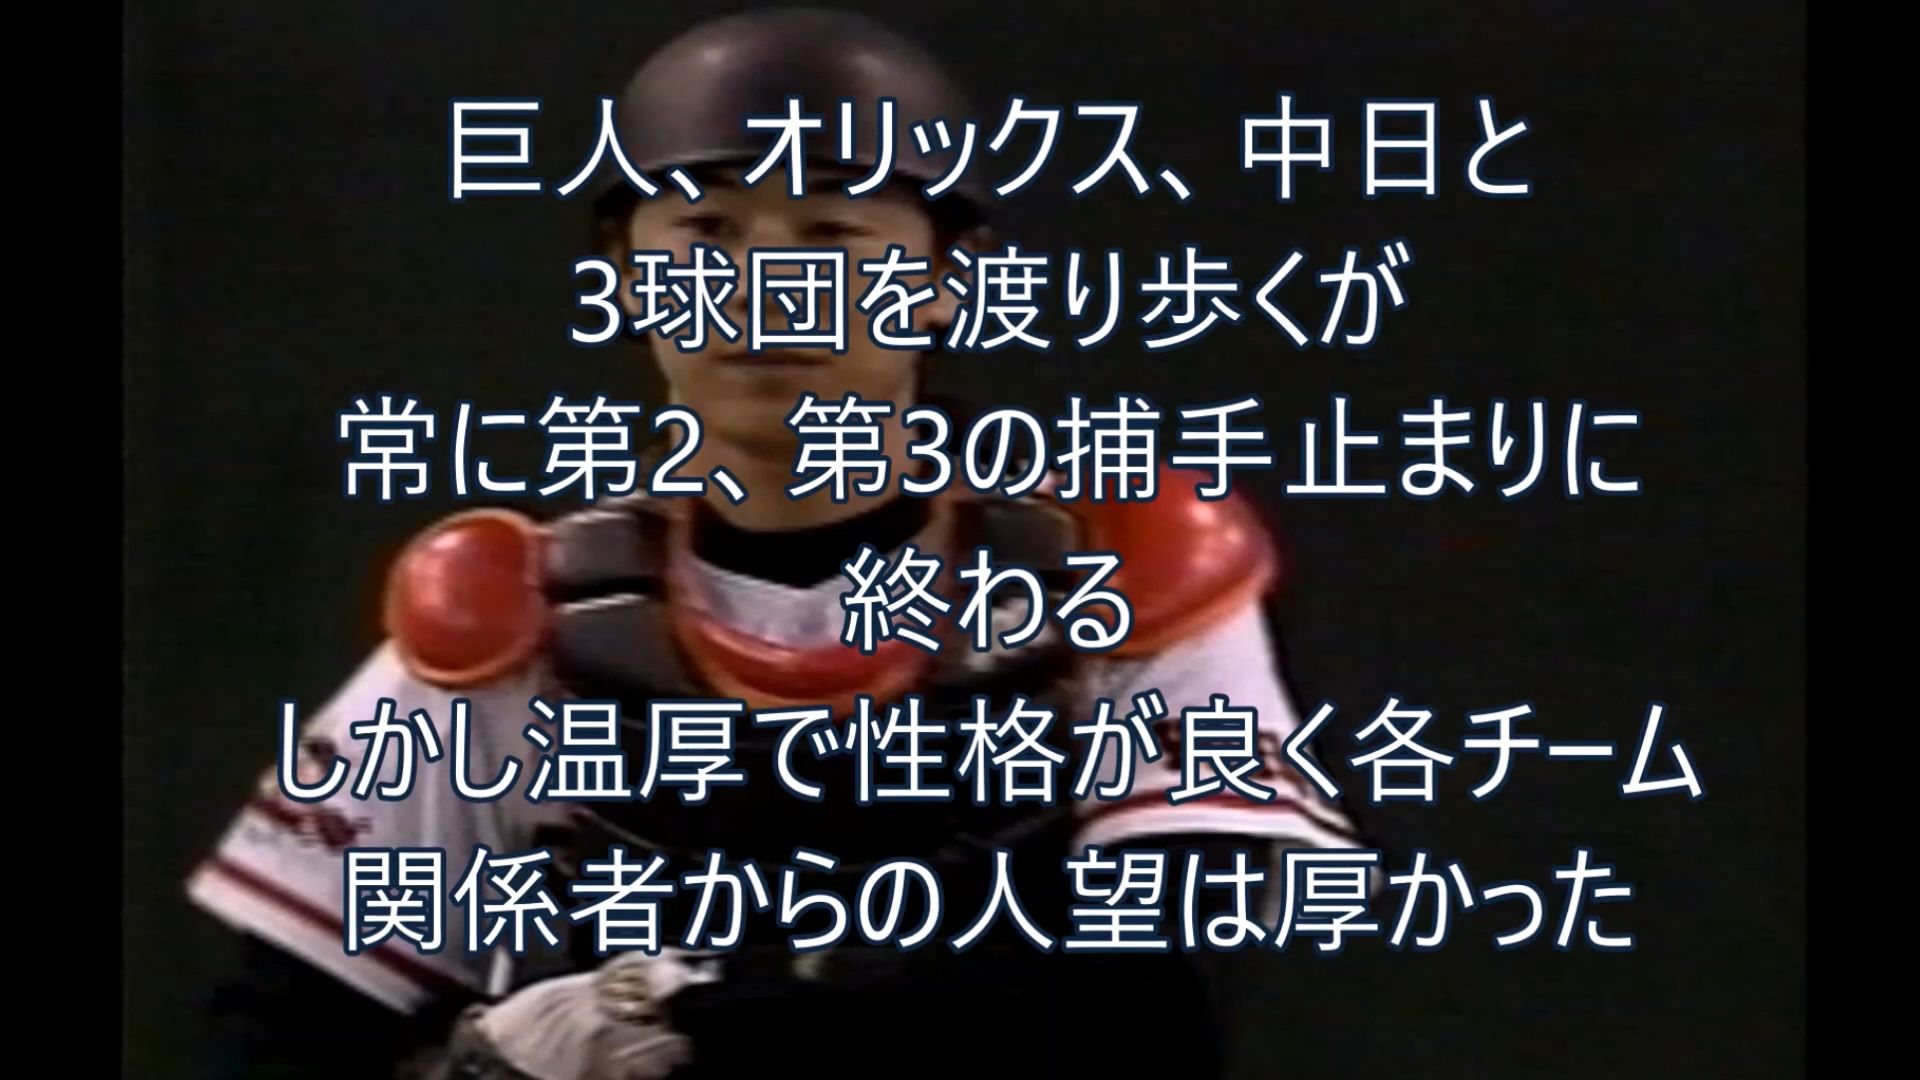 巨人、オリックス、中日と
3球団を渡り歩くが
常に第2、第3の捕手止まりに
終わる
しかし温厚で性格が良く各チーム
関係者からの人望は厚かった